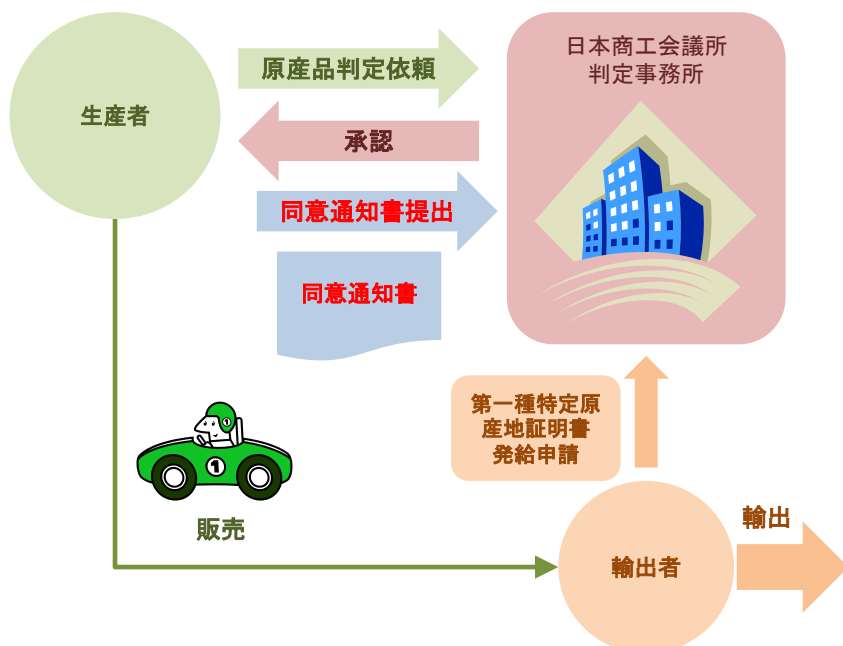 日本商工会議所
判定事務所
原産品判定依頼
生産者
承認
同意通知書提出
同意通知書
第一種特定原
産地証明書
発給申請
1
1
販売
輸出
輸出者